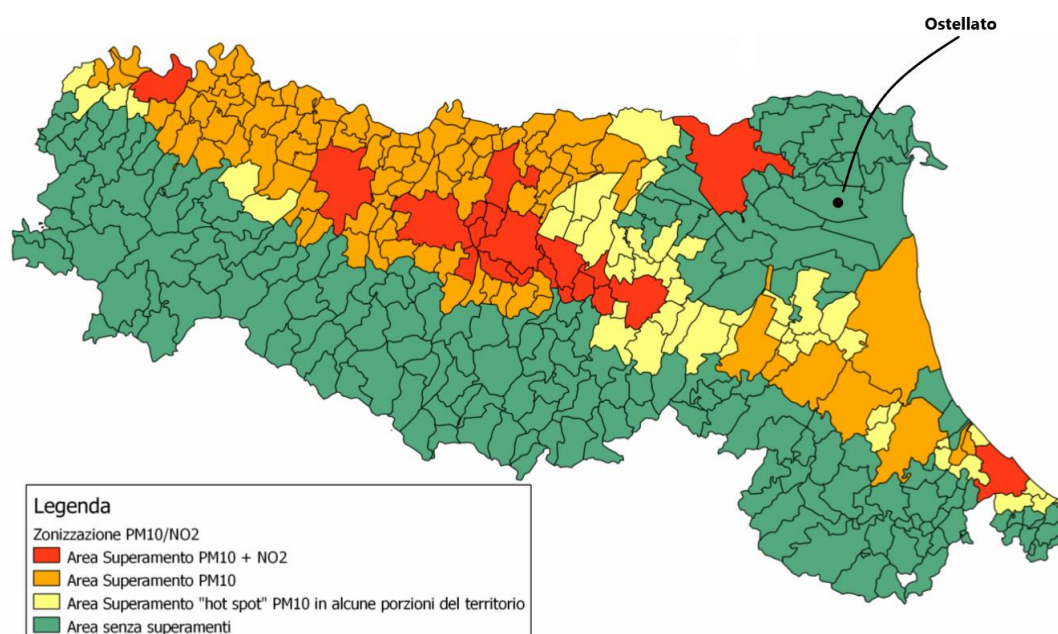 Ostellato
Legenda
Zonizzazione PM10/NO2
Area Superamento PM10 + NO2
Area Superamento PM10
Area Superamento "hot spot" PM10 in alcune porzioni del territorio
Area senza superamenti